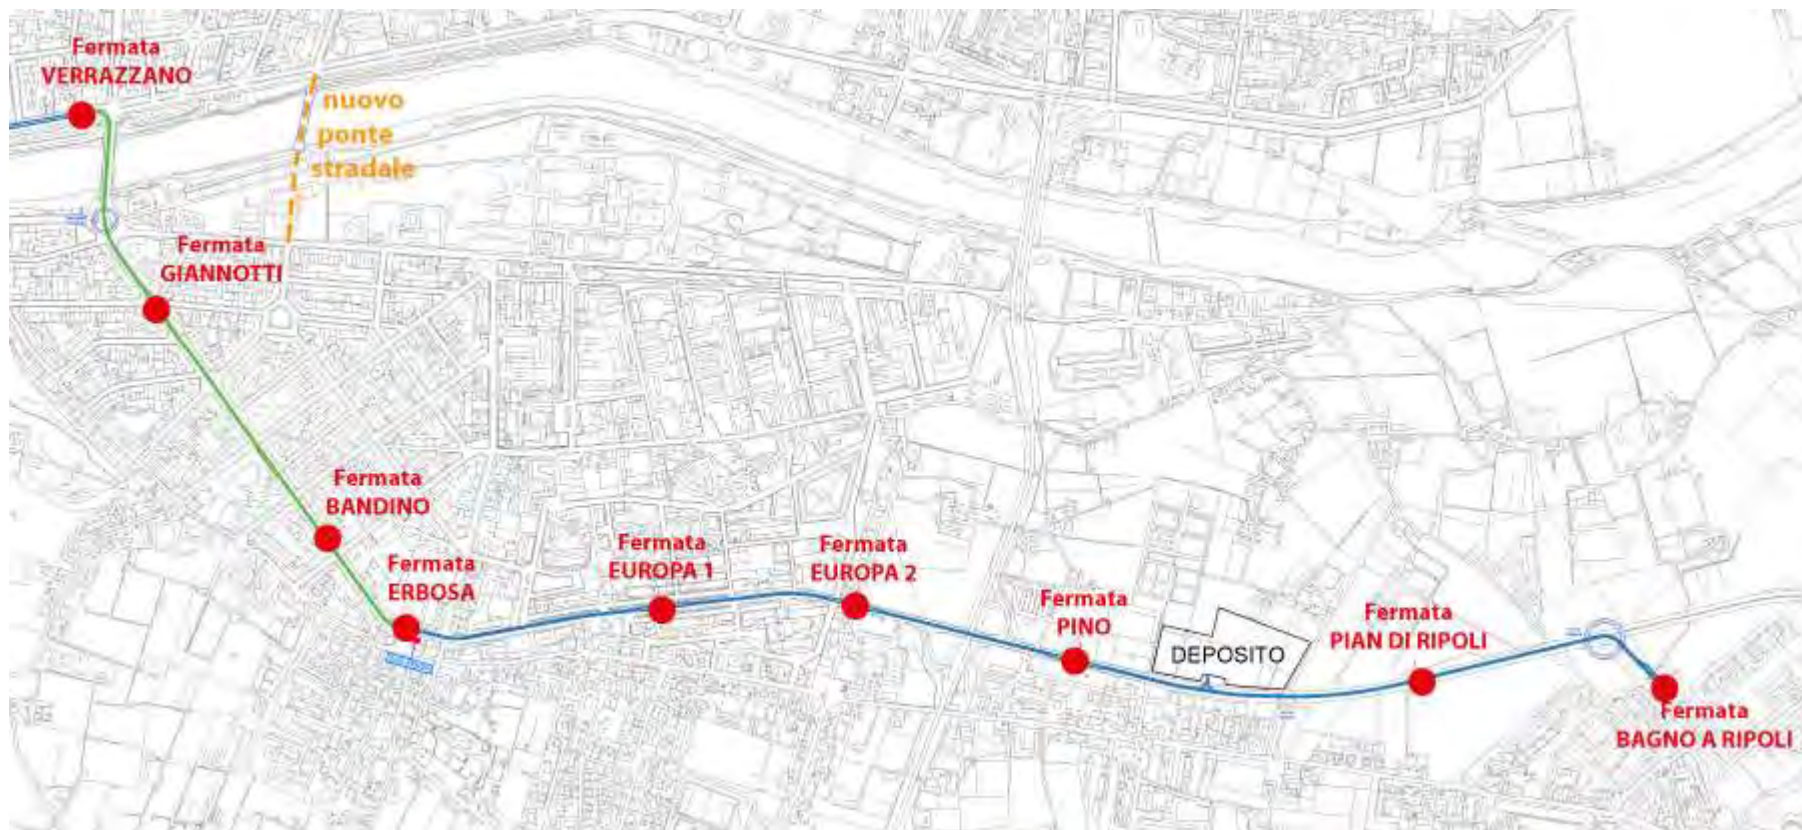 Fermata
VERRAZZANO
nuovo
ponte
stradale
Fermata
GIANNOTTI
Fermata
BANDINO
Fermata
ERBOSA
Fermata
EUROPA 1
Fermata
EUROPA 2
Fermata
PINO
DEPOSITO
Fermata
PIAN DI RIPOLI
Fermata
BAGNO A RIPOLI